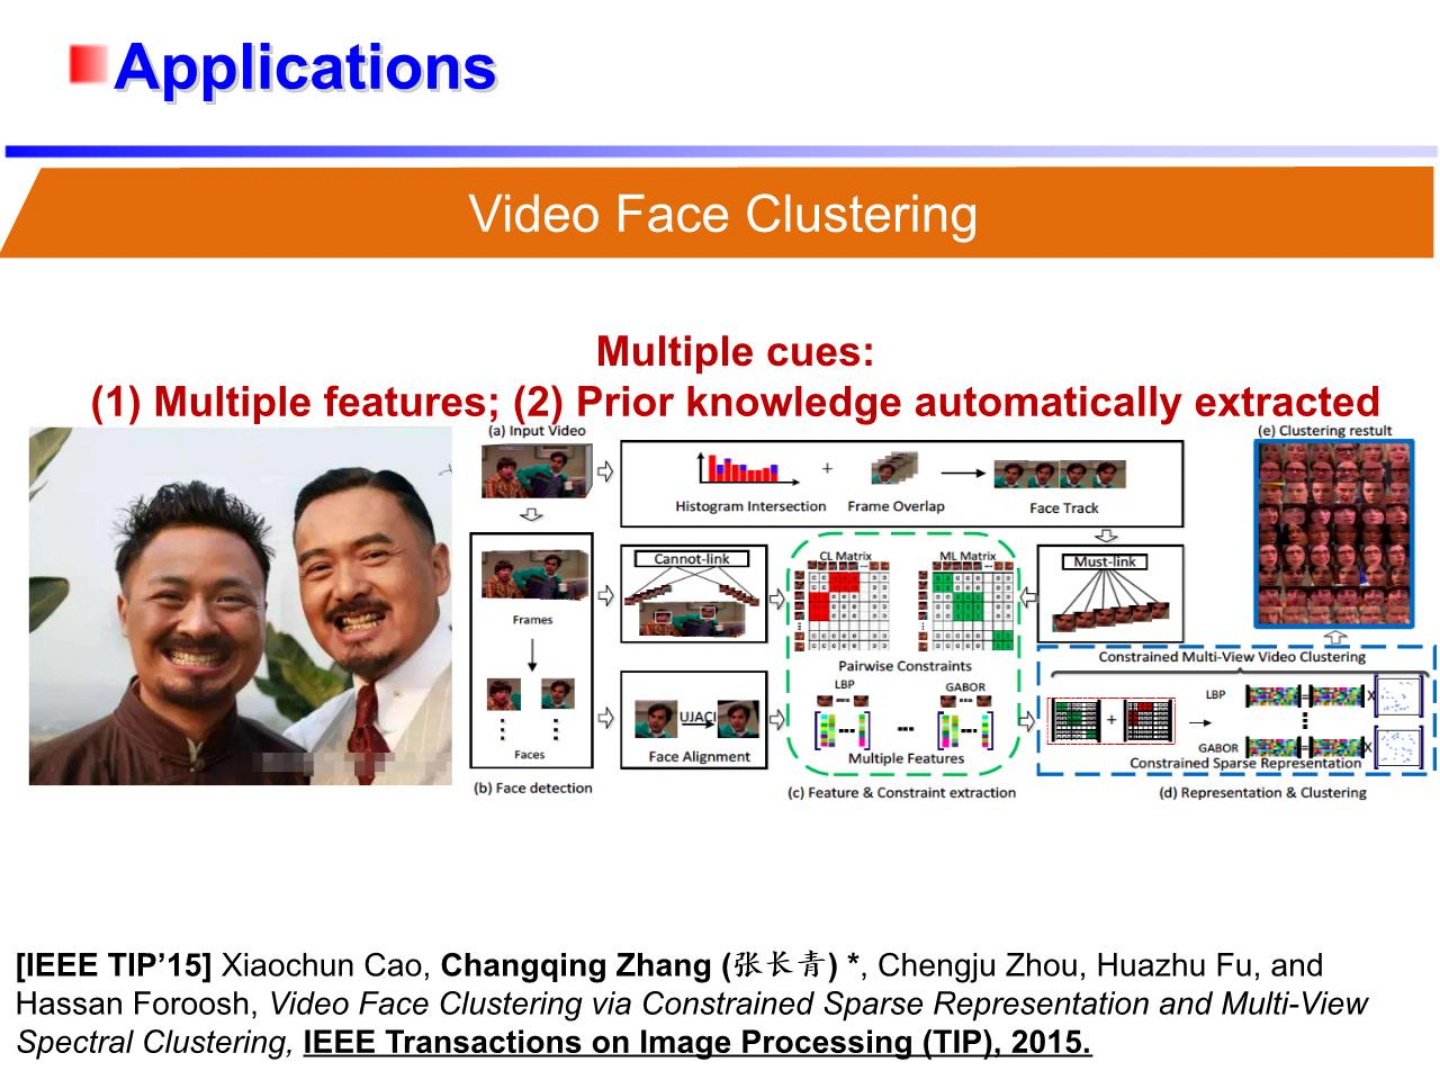 Applications
Video Face Clustering
Multiple cues:
(1) Multiple features; (2) Prior knowledge automatically extracted
(a) Input Video
(e) Clustering restult
Histogram Intersection
+
Frame Overlap
Face Track
Cannot-link
CL Matrix
ML Matrix
Must-link
Frames
Pairwise Constraints
Constrained Multi-View Video Clustering
LBP
GABOR
UJACI
Faces
Face Alignment
Multiple Features
+
LBP
GABOR
Constrained Sparse Representation
(b) Face detection
(c) Feature & Constraint extraction
(d) Representation & Clustering
[IEEE TIP’15] Xiaochun Cao, Changqing Zhang (张长青) *, Chengju Zhou, Huazhu Fu, and
Hassan Foroosh, Video Face Clustering via Constrained Sparse Representation and Multi-View
Spectral Clustering, IEEE Transactions on Image Processing (TIP), 2015.